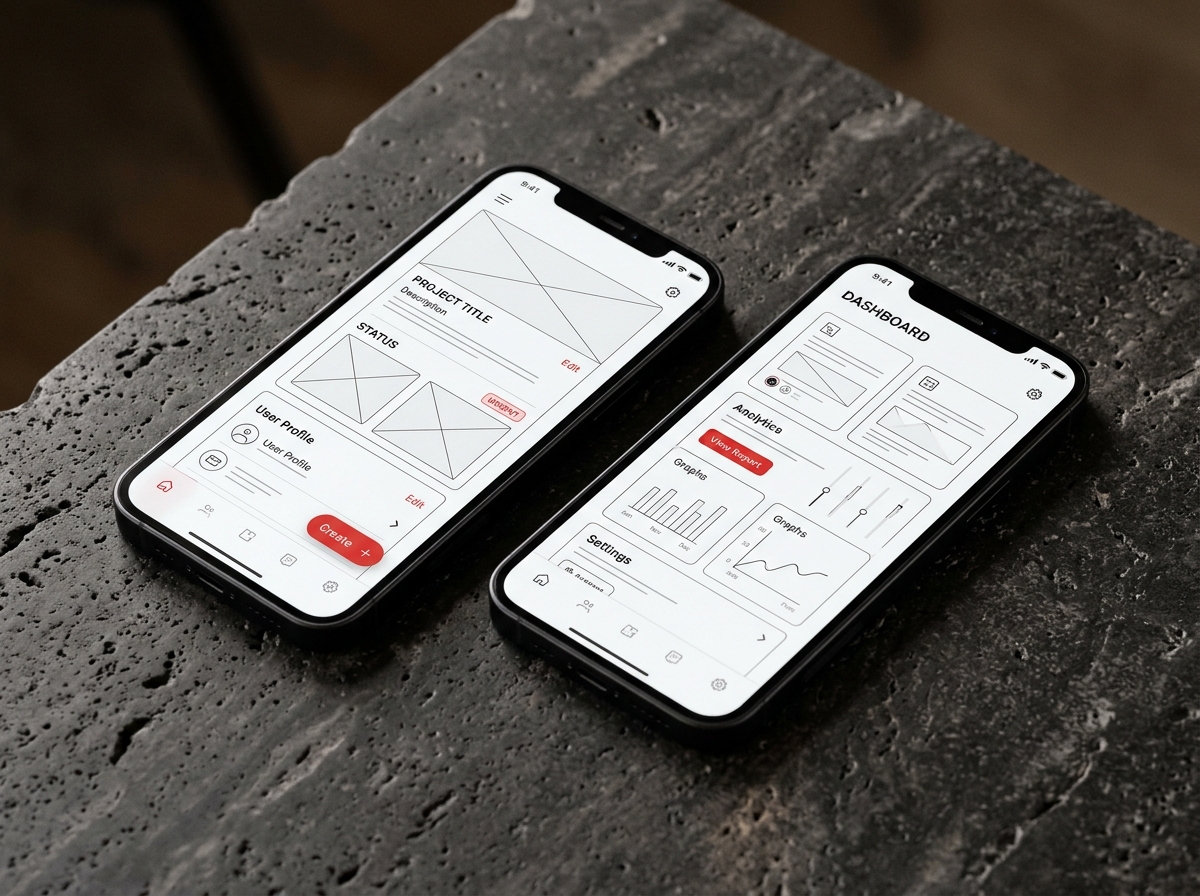 9:41
PROJECT TITLE
Description
Edit
STATUS
User Profile
User Profile
Edit
Create +
9:41
DASHBOARD
Analytics
View Report
Graphs
Graphs
Settings